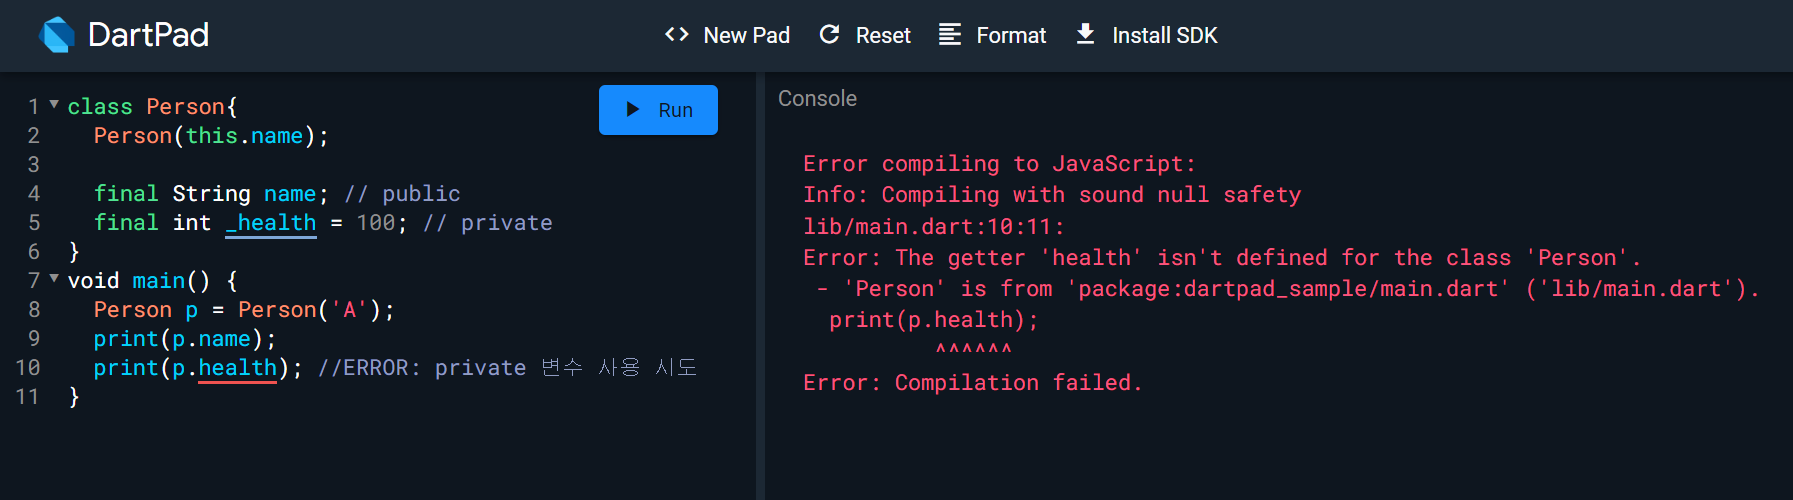 DartPad
<> New Pad
Reset
Format
Install SDK
Run
1 class Person{
2   Person(this.name);
3
4   final String name; // public
5   final int _health = 100; // private
6 }
7 void main() {
8   Person p = Person('A');
9   print(p.name);
10   print(p.health); //ERROR: private 변수 사용 시도
11 }
Console
Error compiling to JavaScript:
Info: Compiling with sound null safety
lib/main.dart:10:11:
Error: The getter 'health' isn't defined for the class 'Person'.
 - 'Person' is from 'package:dartpad_sample/main.dart' ('lib/main.dart').
  print(p.health);
          ^^^^^^
Error: Compilation failed.